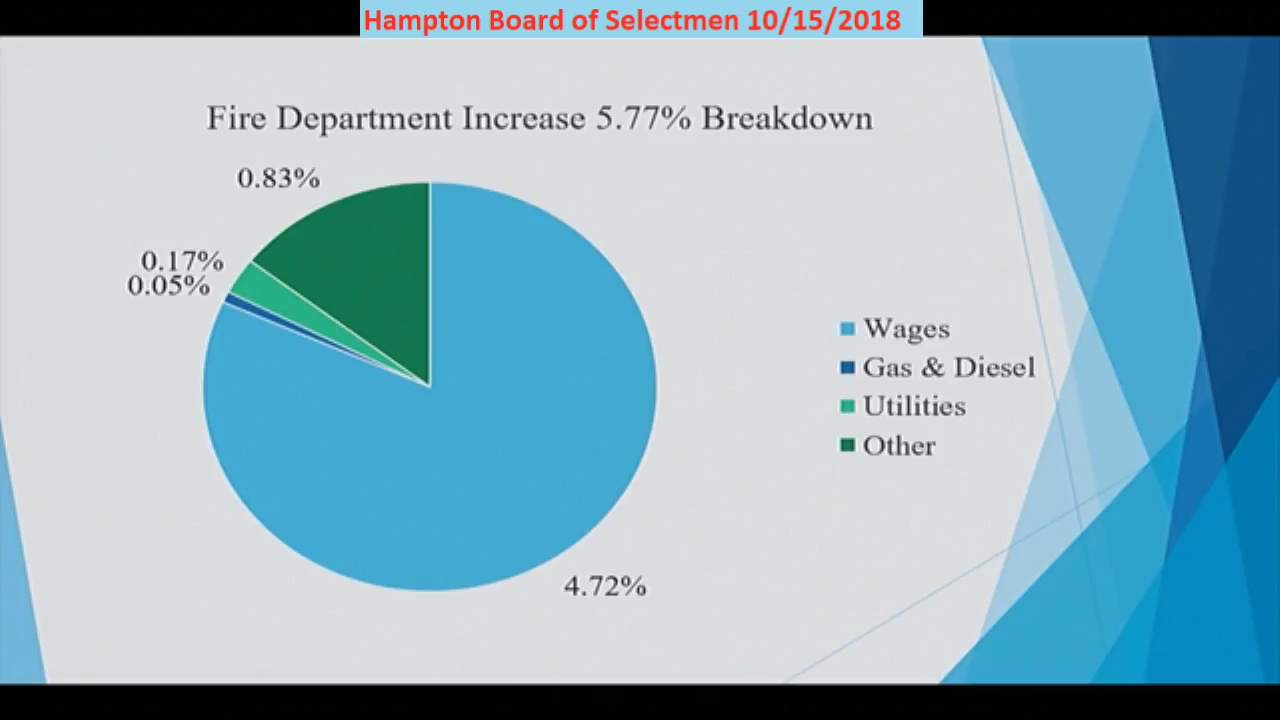 Hampton Board of Selectmen 10/15/2018
Fire Department Increase 5.77% Breakdown
0.83%
0.17%
0.05%
Wages
Gas & Diesel
Utilities
Other
4.72%